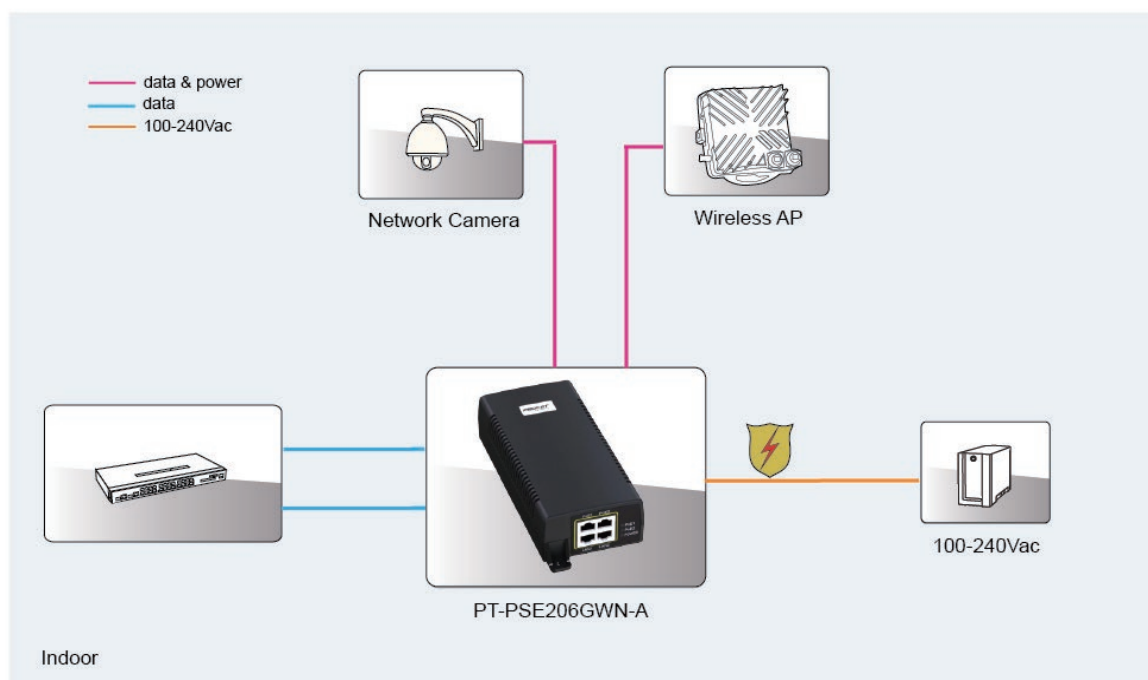 data & power
data
100-240Vac
Network Camera
Wireless AP
100-240Vac
PT-PSE206GWN-A
Indoor